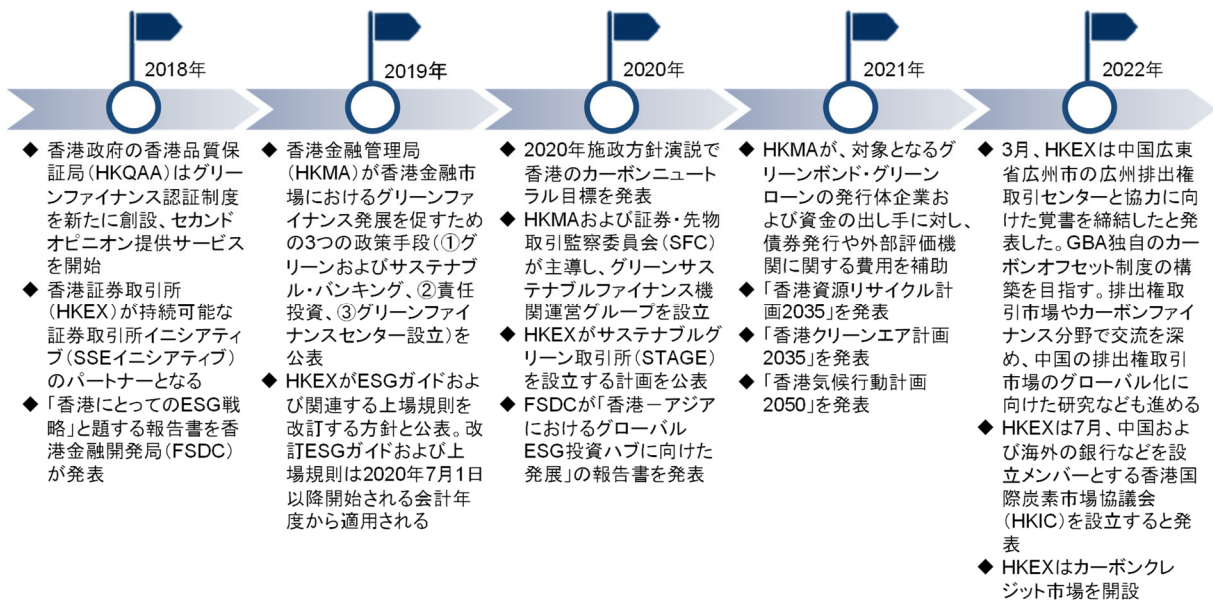 2018年
◆ 香港政府の香港品質保
証局(HKQAA)はグリー
ンファイナンス認証制度
を新たに創設、セカンド
オピニオン提供サービス
を開始
◆ 香港証券取引所
(HKEX)が持続可能な
証券取引所イニシアティ
ブ(SSEイニシアティブ)
のパートナーとなる
◆ 「香港にとってのESG戦
略」と題する報告書を香
港金融開発局(FSDC)
が発表
2019年
◆ 香港金融管理局
(HKMA)が香港金融市
場におけるグリーンファ
イナンス発展を促すため
の3つの政策手段(①グ
リーンおよびサステナブ
ル・バンキング、②責任
投資、③グリーンファイ
ナンスセンター設立)を
公表
◆ HKEXがESGガイドおよ
び関連する上場規則を
改訂する方針と公表。改
訂ESGガイドおよび上
場規則は2020年7月1日
以降開始される会計年
度から適用される
2020年
◆ 2020年施政方針演説で
香港のカーボンニュート
ラル目標を発表
◆ HKMAおよび証券・先物
取引監察委員会(SFC)
が主導し、グリーンサス
テナブルファイナンス機
関運営グループを設立
◆ HKEXがサステナブルグ
リーン取引所(STAGE)
を設立する計画を公表
◆ FSDCが「香港－アジア
におけるグローバル
ESG投資ハブに向けた
発展」の報告書を発表
2021年
◆ HKMAが、対象となるグ
リーンボンド・グリーン
ローンの発行体企業お
よび資金の出し手に対し、
債券発行や外部評価機
関に関する費用を補助
◆ 「香港資源リサイクル計
画2035」を発表
◆ 「香港クリーンエア計画
2035」を発表
◆ 「香港気候行動計画
2050」を発表
2022年
◆ 3月、HKEXは中国広東
省広州市の広州排出権
取引センターと協力に向
けた覚書を締結したと発
表した。GBA独自のカー
ボンオフセット制度の構
築を目指す。排出権取
引市場やカーボンファイ
ナンス分野で交流を深
め、中国の排出権取引
市場のグローバル化に
向けた研究なども進める
◆ HKEXは7月、中国およ
び海外の銀行などを設
立メンバーとする香港国
際炭素市場協議会
(HKIC)を設立すると発
表
◆ HKEXはカーボンクレ
ジット市場を開設